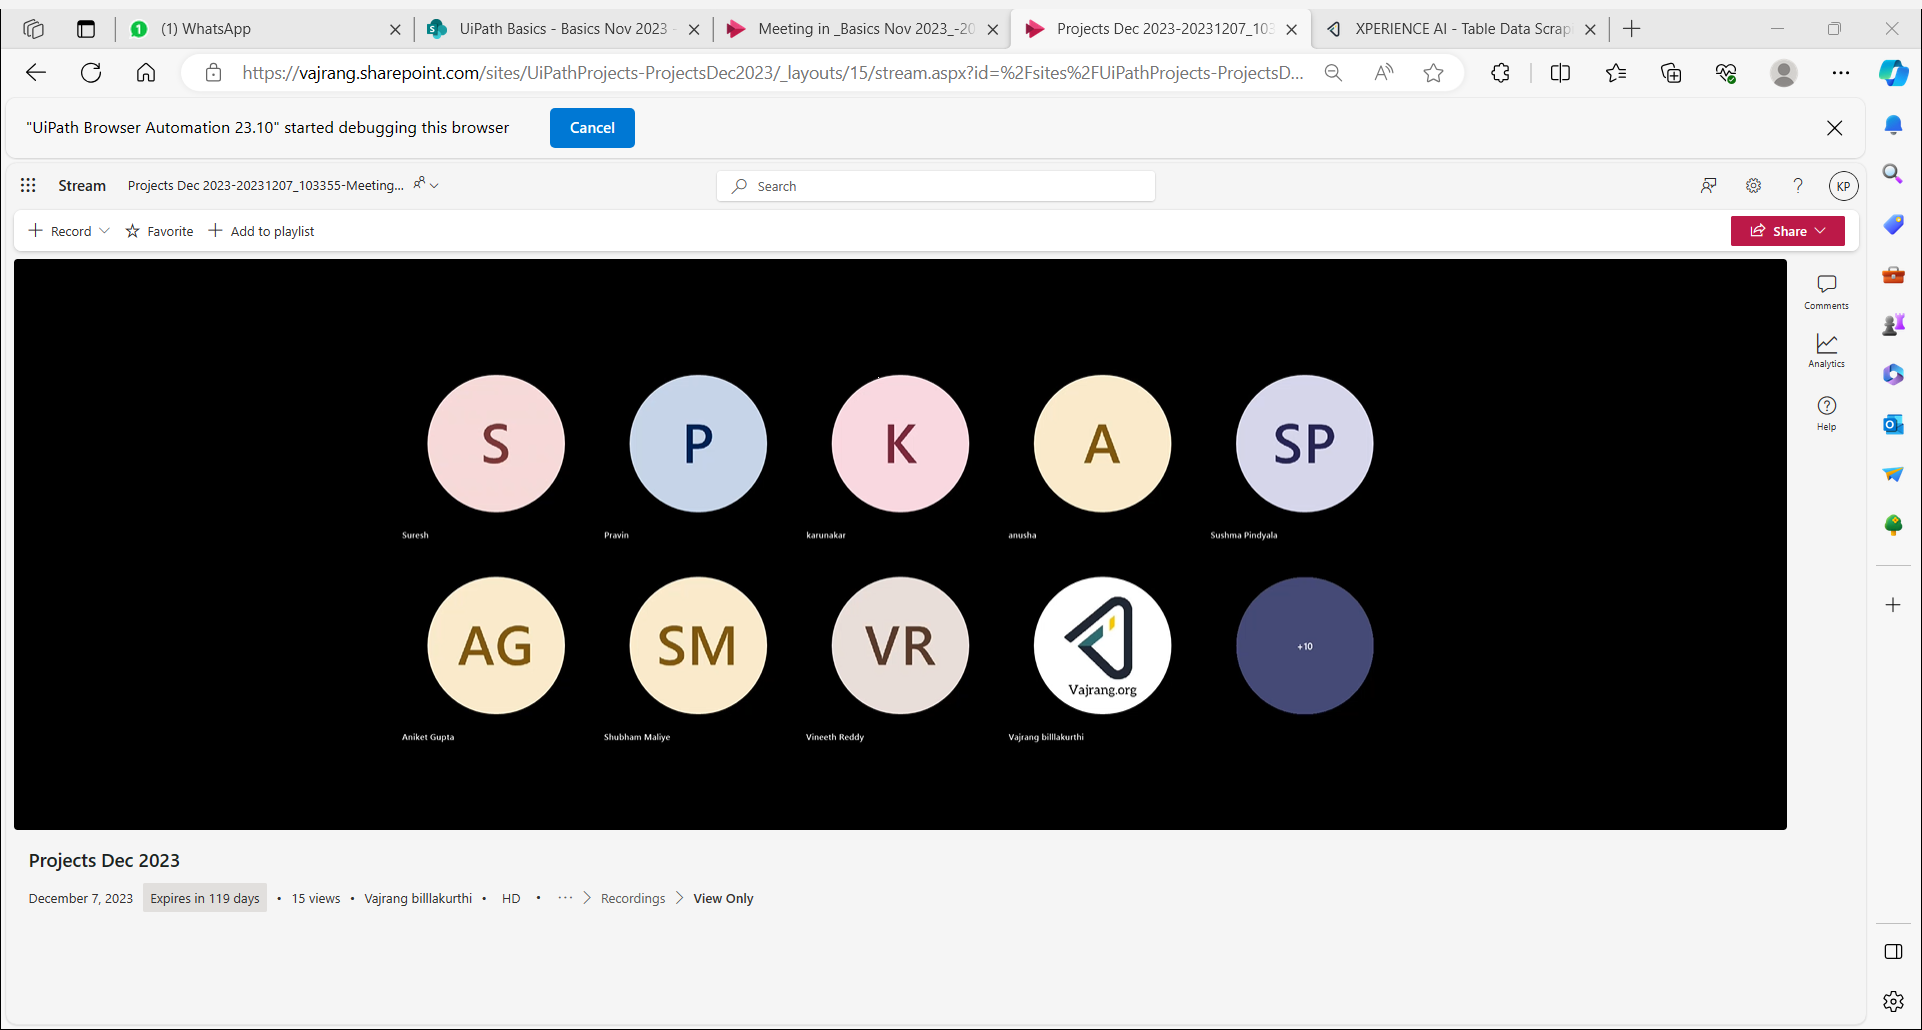 (1) WhatsApp
UiPath Basics - Basics Nov 2023 -
Meeting in _Basics Nov 2023_-20
Projects Dec 2023-20231207_103
XPERIENCE AI - Table Data Scrap
https://vajrang.sharepoint.com/sites/UiPathProjects-ProjectsDec2023/_layouts/15/stream.aspx?id=%2Fsites%2FUiPathProjects-ProjectsD...
"UiPath Browser Automation 23.10" started debugging this browser
Cancel
Stream
Projects Dec 2023-20231207_103355-Meeting...
Search
KP
Record
Favorite
Add to playlist
Share
Comments
Analytics
Help
S
P
K
A
SP
Suresh
Pravin
karunakar
anusha
Sushma Pindyala
AG
SM
VR
Vajrang.org
+10
Aniket Gupta
Shubham Maliye
Vineeth Reddy
Vajrang billlakurthi
Projects Dec 2023
December 7, 2023 Expires in 119 days • 15 views • Vajrang billlakurthi • HD • ··· > Recordings > View Only